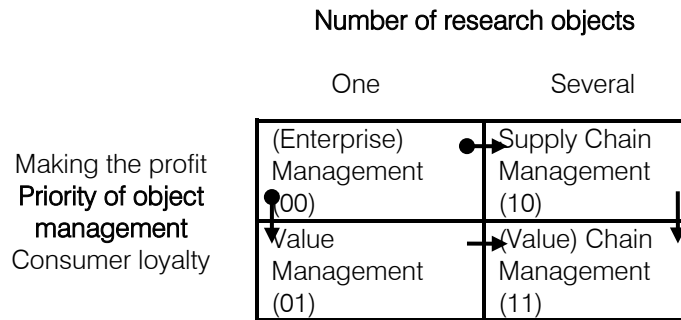 Number of research objects
One Several
(Enterprise) Supply Chain
Management Management
(00) (10)
Making the profit
Priority of object
management
Consumer loyalty
Value (Value) Chain
Management Management
(01) (11)